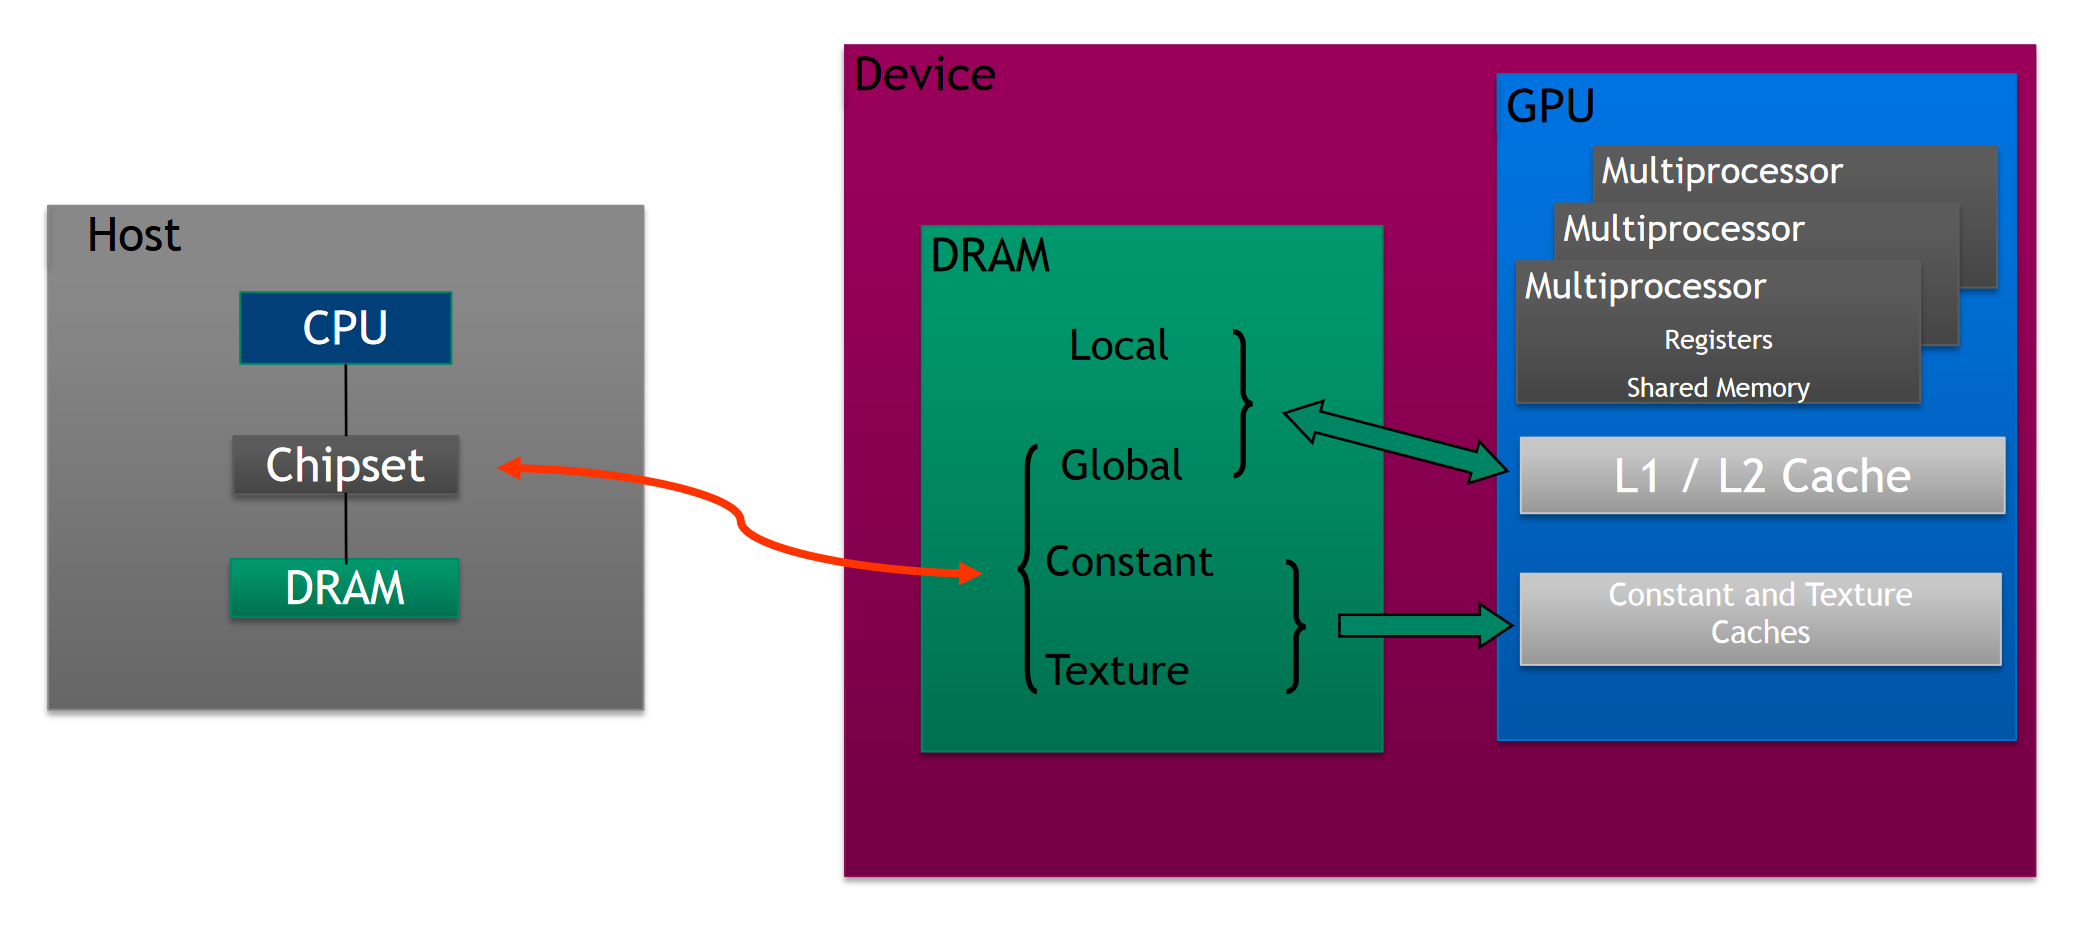 Host
CPU
Chipset
DRAM
Device
DRAM
Local
Global
Constant
Texture
GPU
Multiprocessor
Multiprocessor
Multiprocessor
Registers
Shared Memory
L1 / L2 Cache
Constant and Texture
Caches